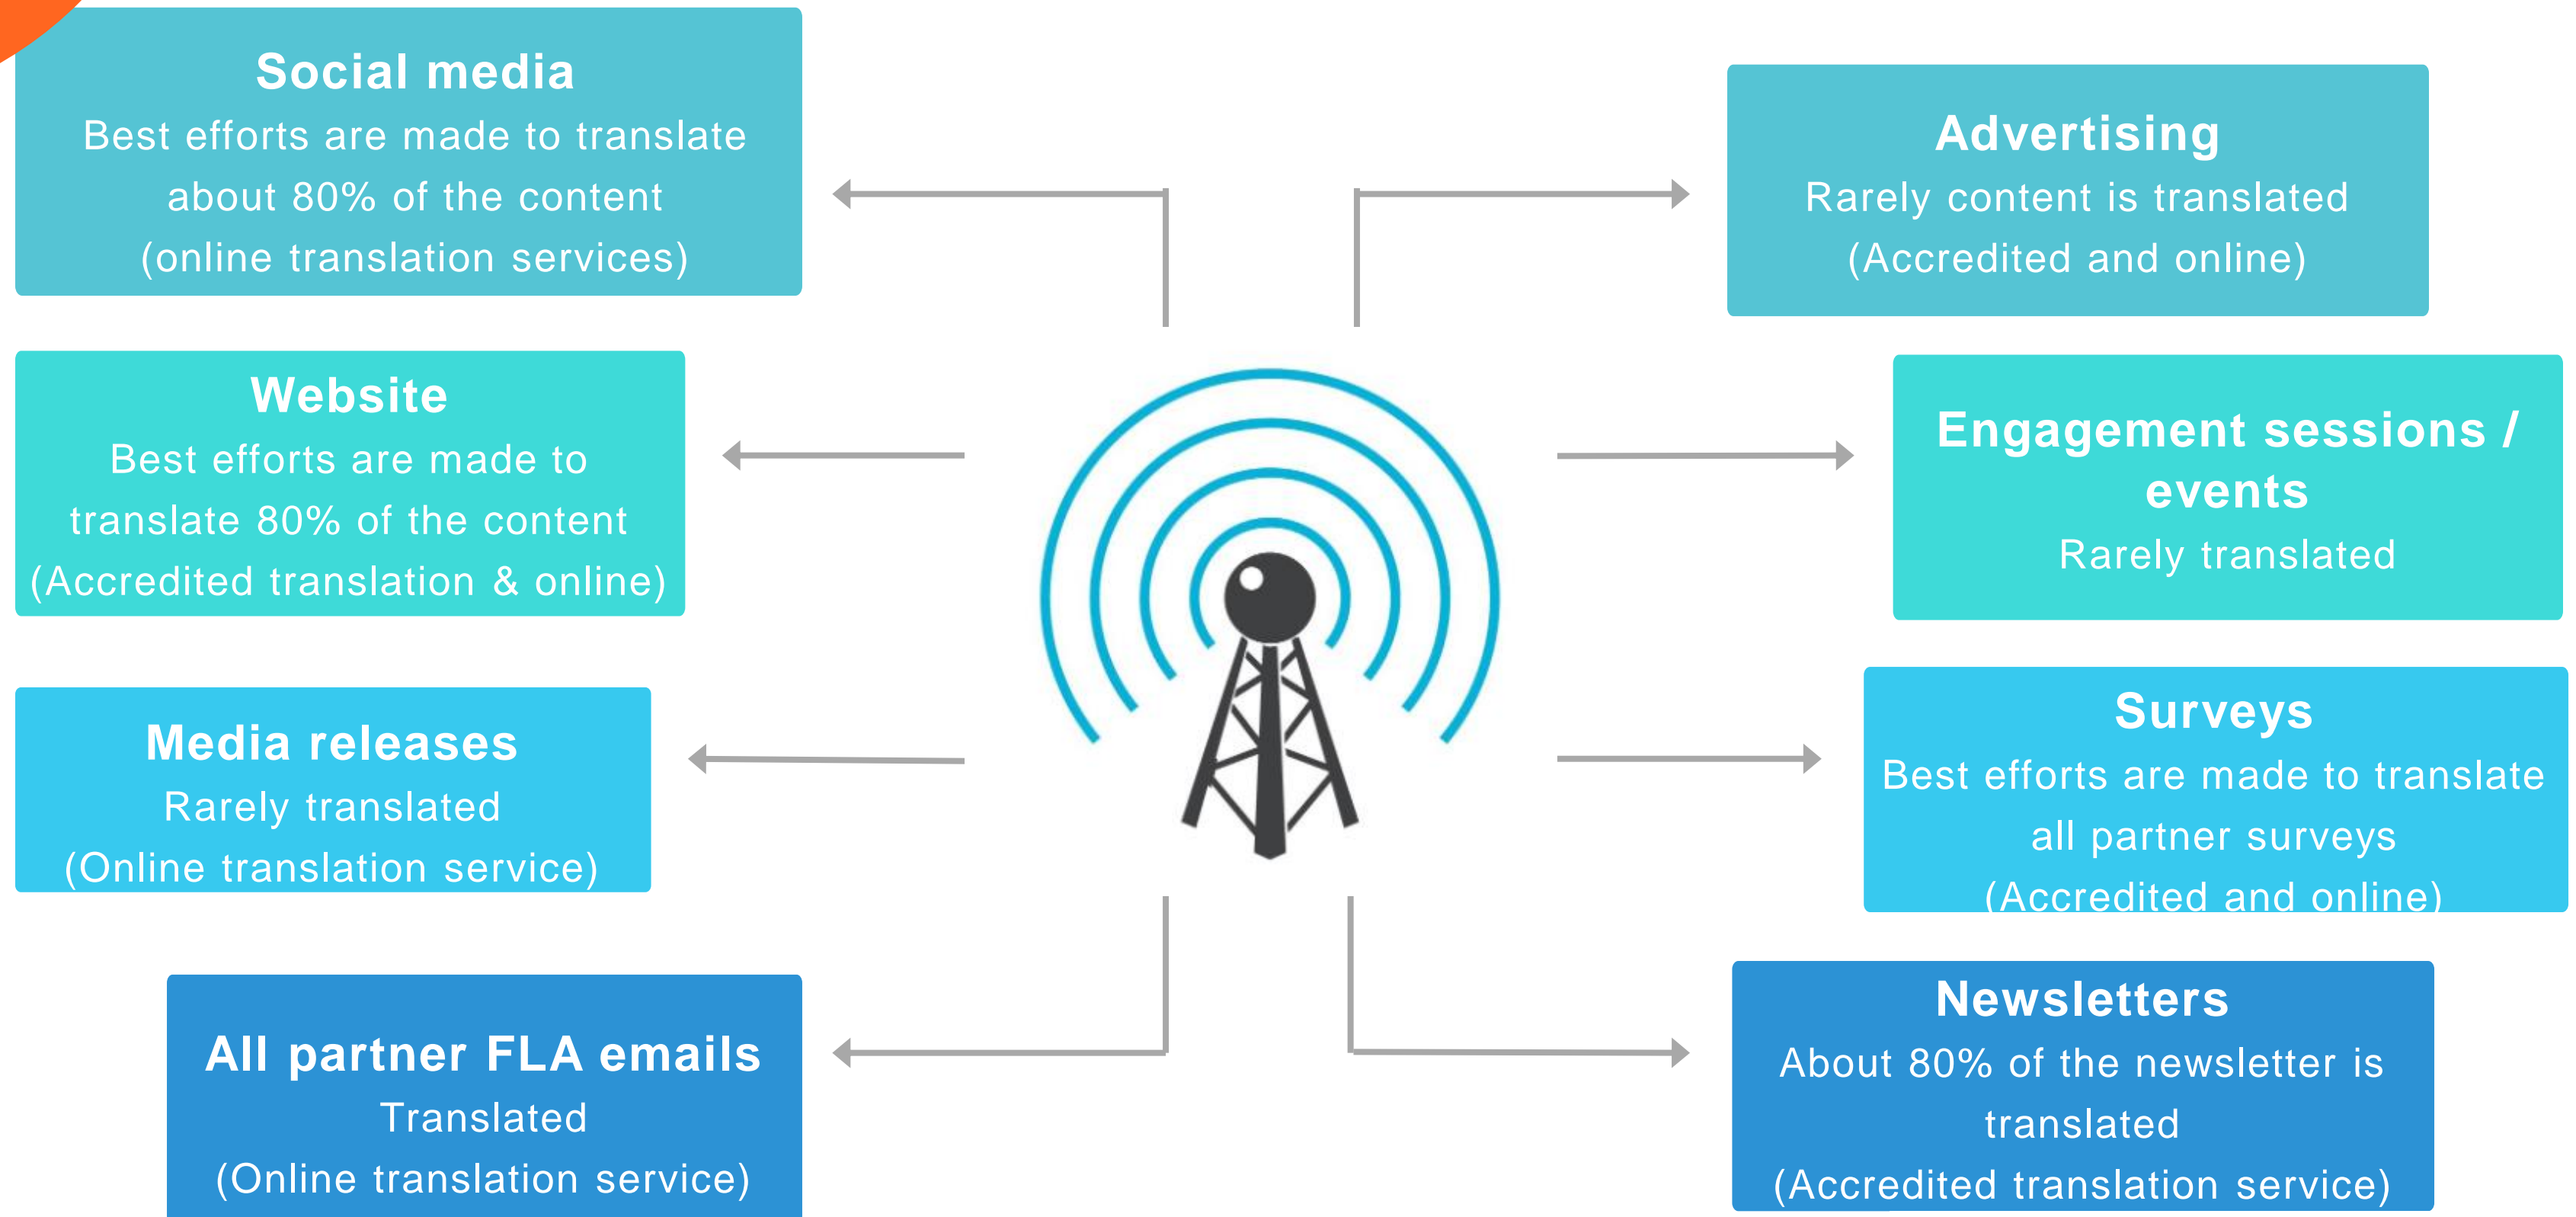 Social media
Best efforts are made to translate
about 80% of the content
(online translation services)
Advertising
Rarely content is translated
(Accredited and online)
Website
Best efforts are made to
translate 80% of the content
(Accredited translation & online)
Engagement sessions /
events
Rarely translated
Media releases
Rarely translated
(Online translation service)
Surveys
Best efforts are made to translate
all partner surveys
(Accredited and online)
All partner FLA emails
Translated
(Online translation service)
Newsletters
About 80% of the newsletter is
translated
(Accredited translation service)